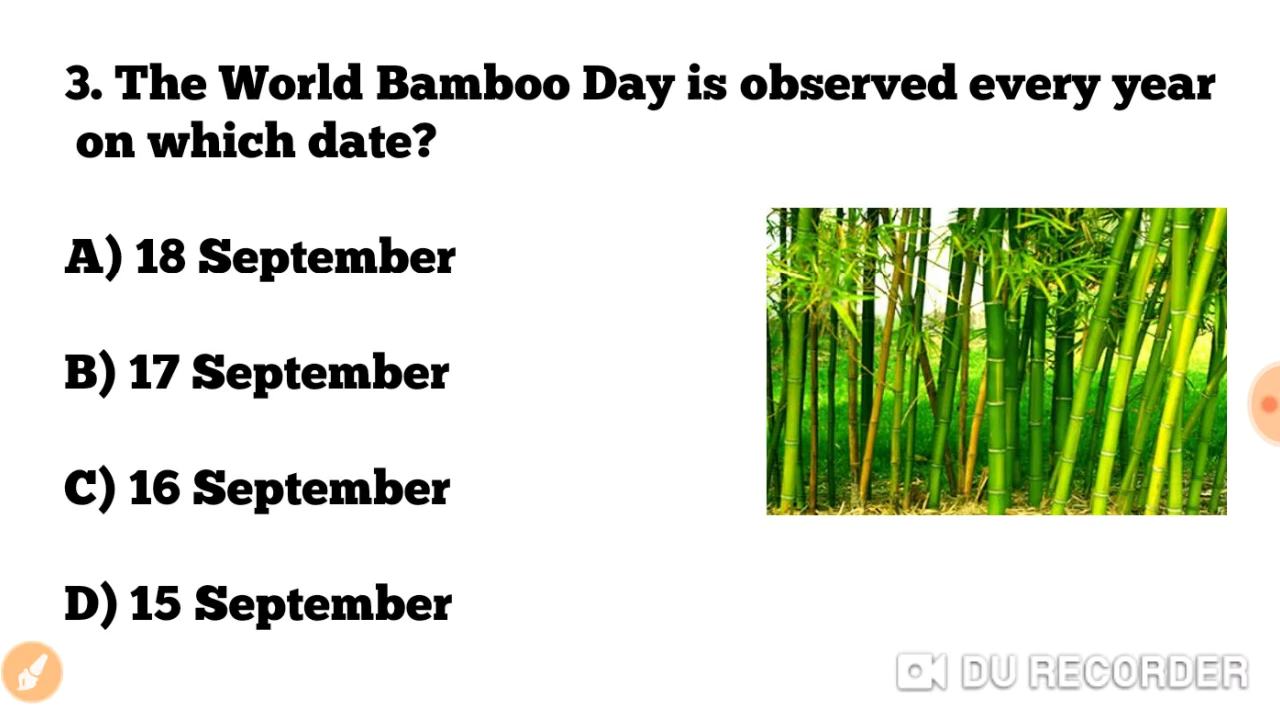 3. The World Bamboo Day is observed every year
on which date?
A) 18 September
B) 17 September
C) 16 September
D) 15 September
DU RECORDER